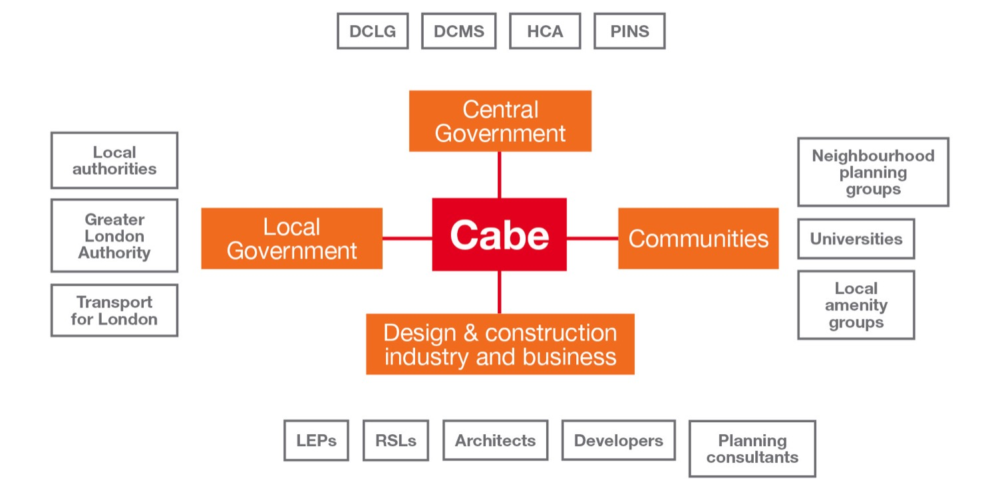 DCLG
DCMS
HCA
PINS
Central
Government
Local
authorities
Greater
London
Authority
Transport
for London
Local
Government
Cabe
Communities
Neighbourhood
planning
groups
Universities
Local
amenity
groups
Design & construction
industry and business
LEPs
RSLs
Architects
Developers
Planning
consultants